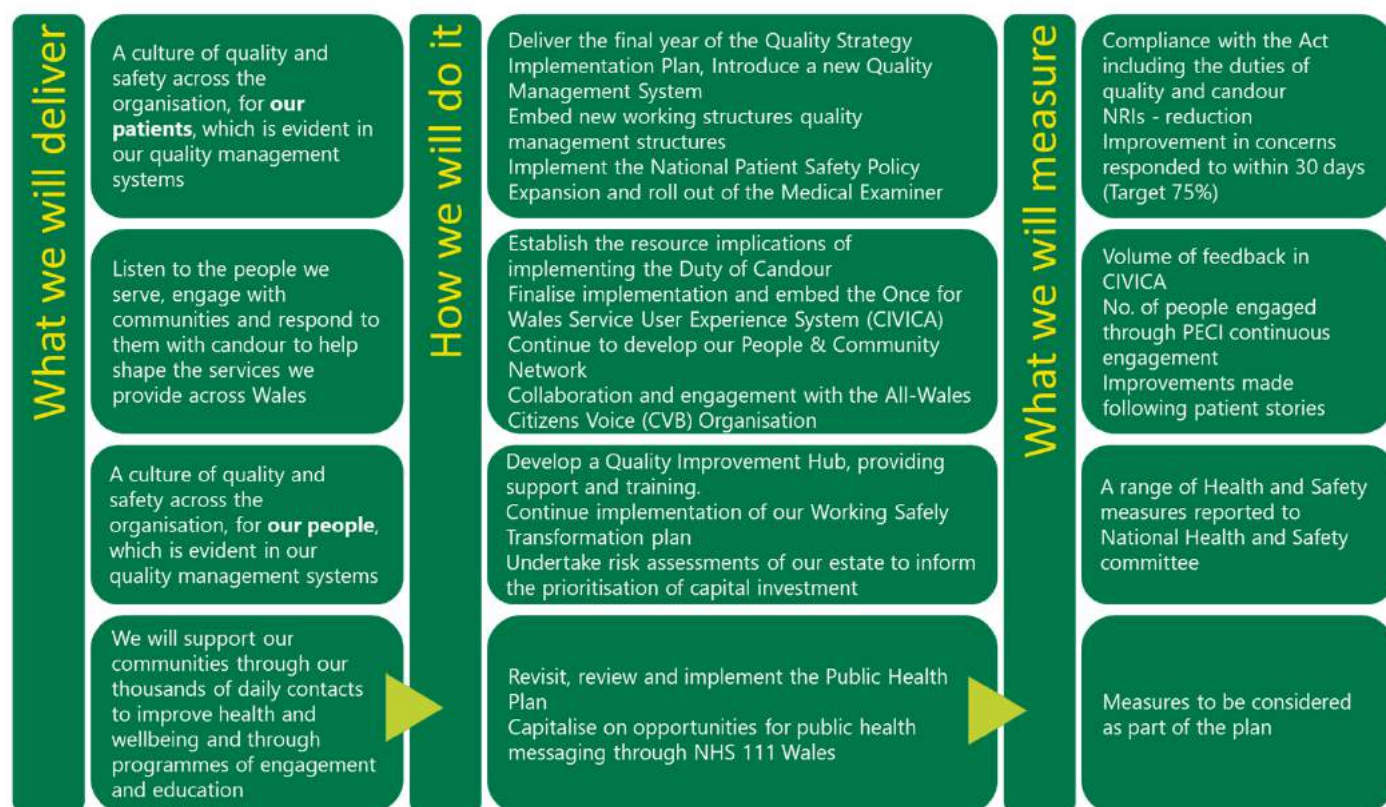 What we will deliver
A culture of quality and
safety across the
organisation, for our
patients, which is evident in
our quality management
systems
Listen to the people we
serve, engage with
communities and respond to
them with candour to help
shape the services we
provide across Wales
A culture of quality and
safety across the
organisation, for our people,
which is evident in our
quality management systems
We will support our
communities through our
thousands of daily contacts
to improve health and
wellbeing and through
programmes of engagement
and education
How we will do it
Deliver the final year of the Quality Strategy
Implementation Plan, Introduce a new Quality
Management System
Embed new working structures quality
management structures
Implement the National Patient Safety Policy
Expansion and roll out of the Medical Examiner
Establish the resource implications of
implementing the Duty of Candour
Finalise implementation and embed the Once for
Wales Service User Experience System (CIVICA)
Continue to develop our People & Community
Network
Collaboration and engagement with the All-Wales
Citizens Voice (CVB) Organisation
Develop a Quality Improvement Hub, providing
support and training.
Continue implementation of our Working Safely
Transformation plan
Undertake risk assessments of our estate to inform
the prioritisation of capital investment
Revisit, review and implement the Public Health
Plan
Capitalise on opportunities for public health
messaging through NHS 111 Wales
What we will measure
Compliance with the Act
including the duties of
quality and candour
NRIs - reduction
Improvement in concerns
responded to within 30 days
(Target 75%)
Volume of feedback in
CIVICA
No. of people engaged
through PECI continuous
engagement
Improvements made
following patient stories
A range of Health and Safety
measures reported to
National Health and Safety
committee
Measures to be considered
as part of the plan